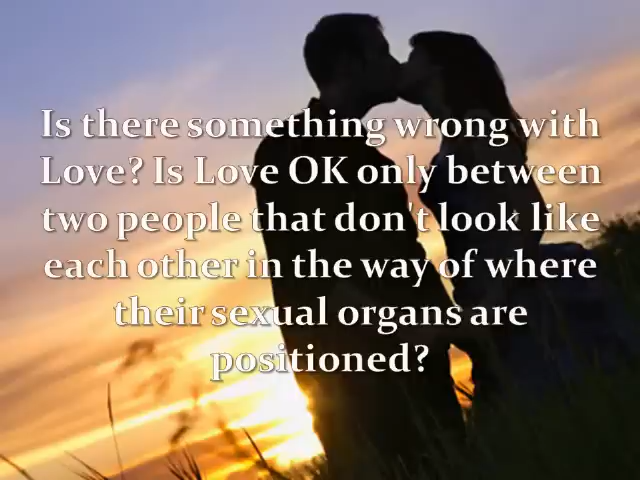 Is there something wrong with
Love? Is Love OK only between
two people that don't look like
each other in the way of where
their sexual organs are
positioned?